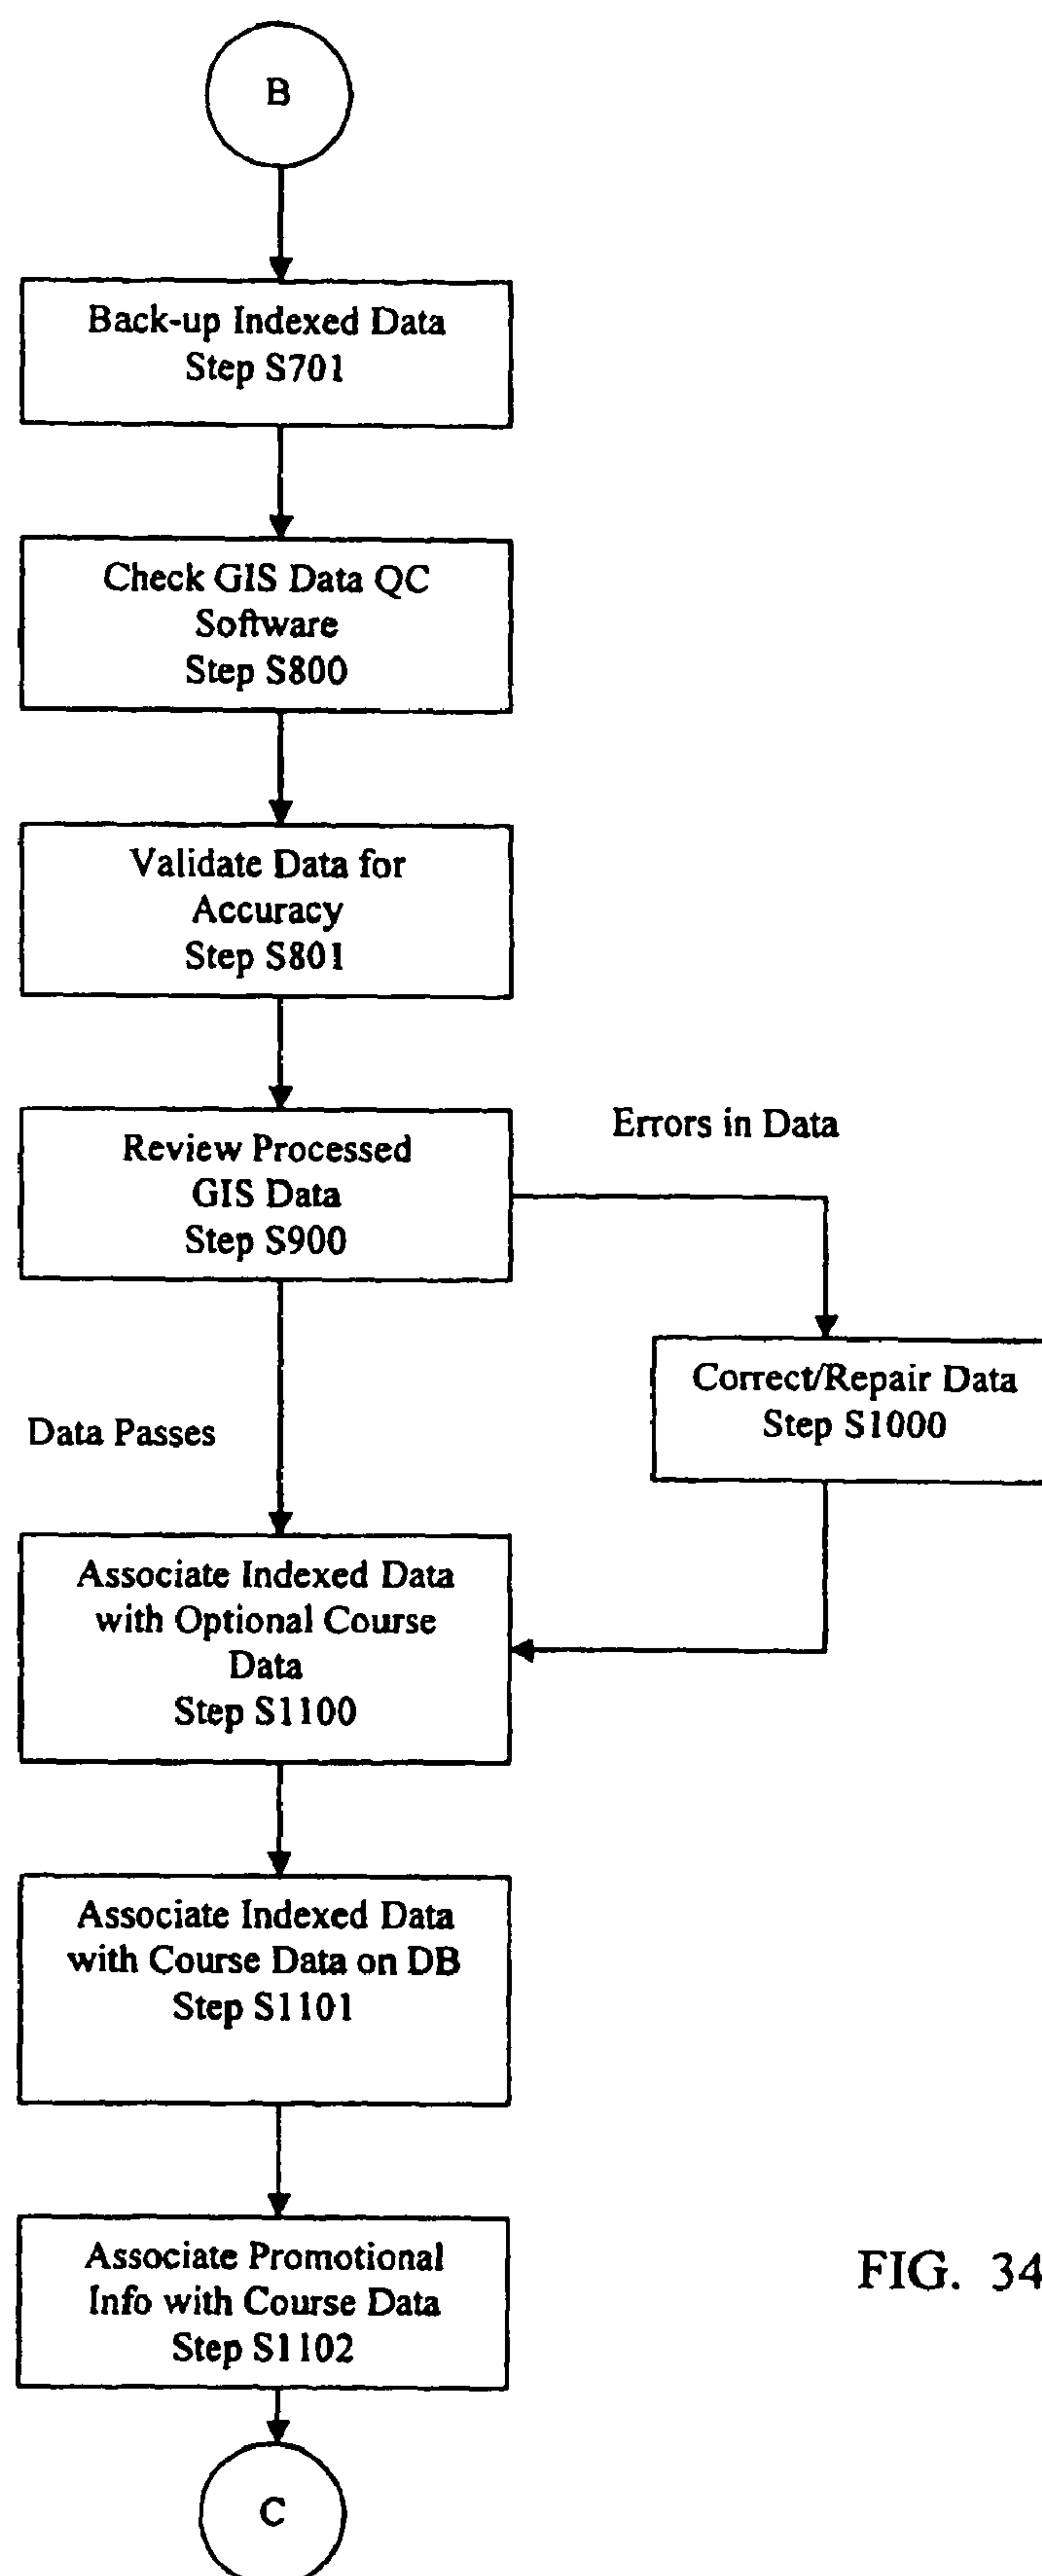 B
Back-up Indexed Data
Step S701
Check GIS Data QC
Software
Step S800
Validate Data for
Accuracy
Step S801
Review Processed
GIS Data
Step S900
Errors in Data
Correct/Repair Data
Step S1000
Data Passes
Associate Indexed Data
with Optional Course
Data
Step S1100
Associate Indexed Data
with Course Data on DB
Step S1101
Associate Promotional
Info with Course Data
Step S1102
FIG. 34
C